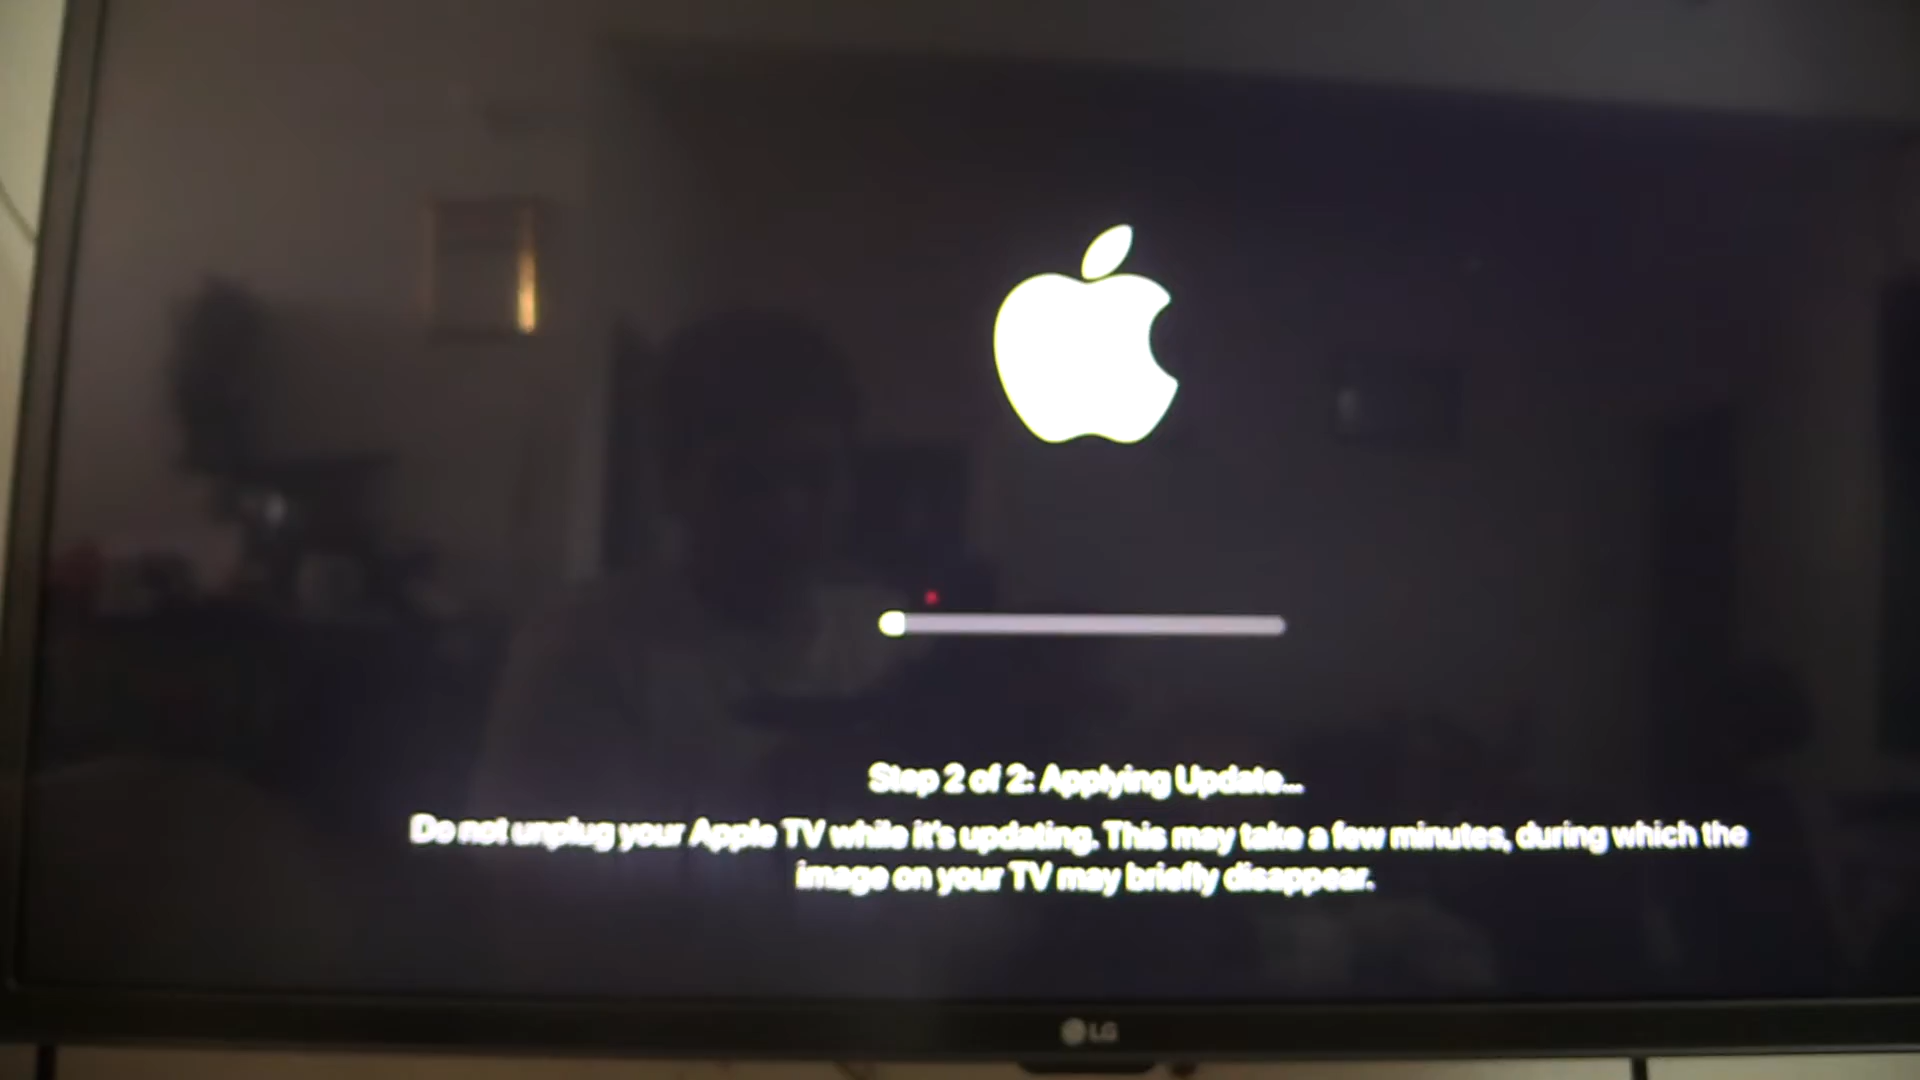 Step 2 of 2: Applying Update...
Do not unplug your Apple TV while it's updating. This may take a few minutes, during which the
image on your TV may briefly disappear.
LG